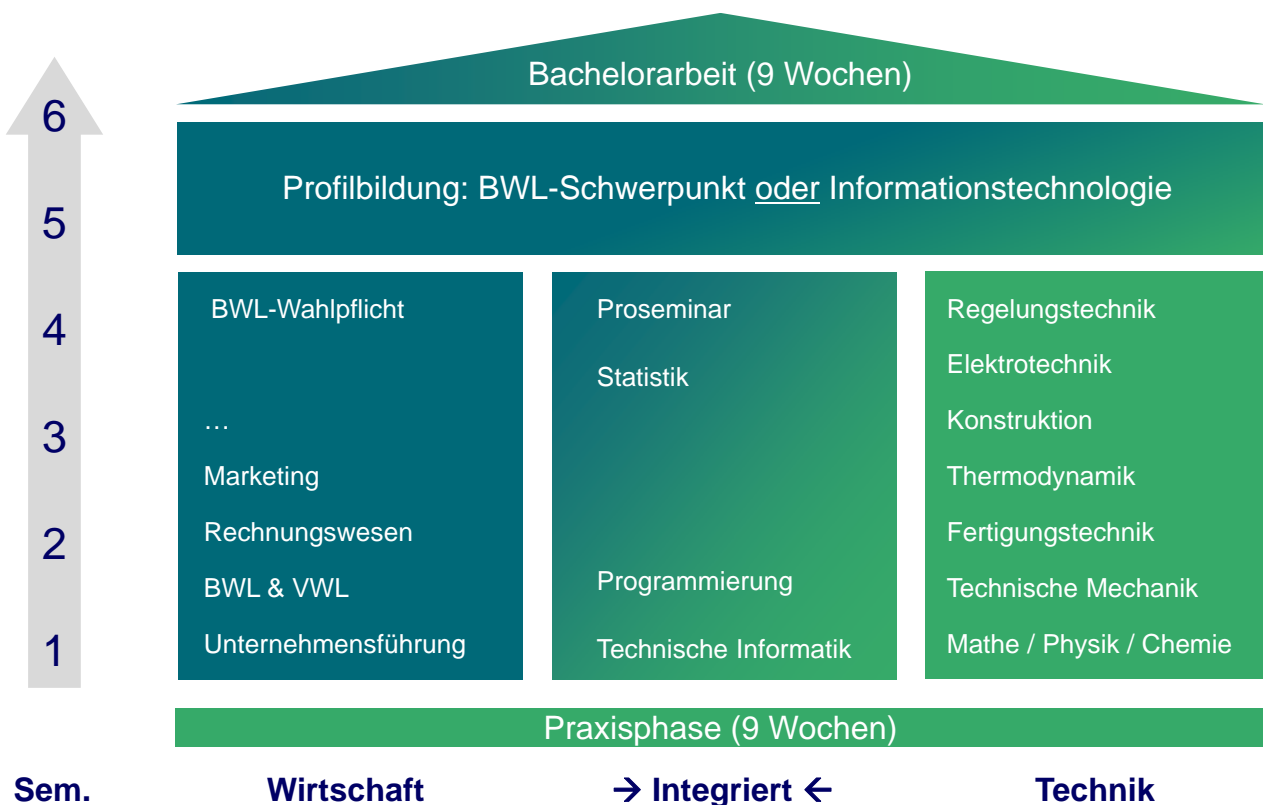 Bachelorarbeit (9 Wochen)
6
Profilbildung: BWL-Schwerpunkt oder Informationstechnologie
5
BWL-Wahlpflicht
Proseminar
Regelungstechnik
4
Elektrotechnik
Statistik
…
Konstruktion
3
Marketing
Thermodynamik
Rechnungswesen
Fertigungstechnik
2
BWL & VWL
Programmierung
Technische Mechanik
Unternehmensführung
Technische Informatik
Mathe / Physik / Chemie
1
Praxisphase (9 Wochen)
Sem.
Wirtschaft
→ Integriert ←
Technik